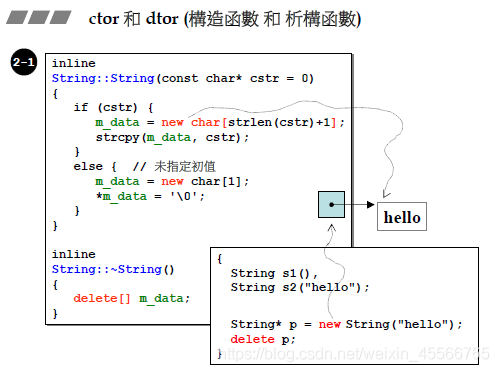 ctor 和 dtor (構造函數 和 析構函數)
2-1
inline
String::String(const char* cstr = 0)
{
if (cstr) {
m_data = new char[strlen(cstr)+1];
strcpy(m_data, cstr);
}
else { // 未指定初值
m_data = new char[1];
*m_data = '\0';
}
}
hello
inline
String::~String()
{
delete[] m_data;
}
{
String s1(),
String s2("hello");
String* p = new String("hello");
delete p;
}
https://blog.csdn.net/weixin_45566765